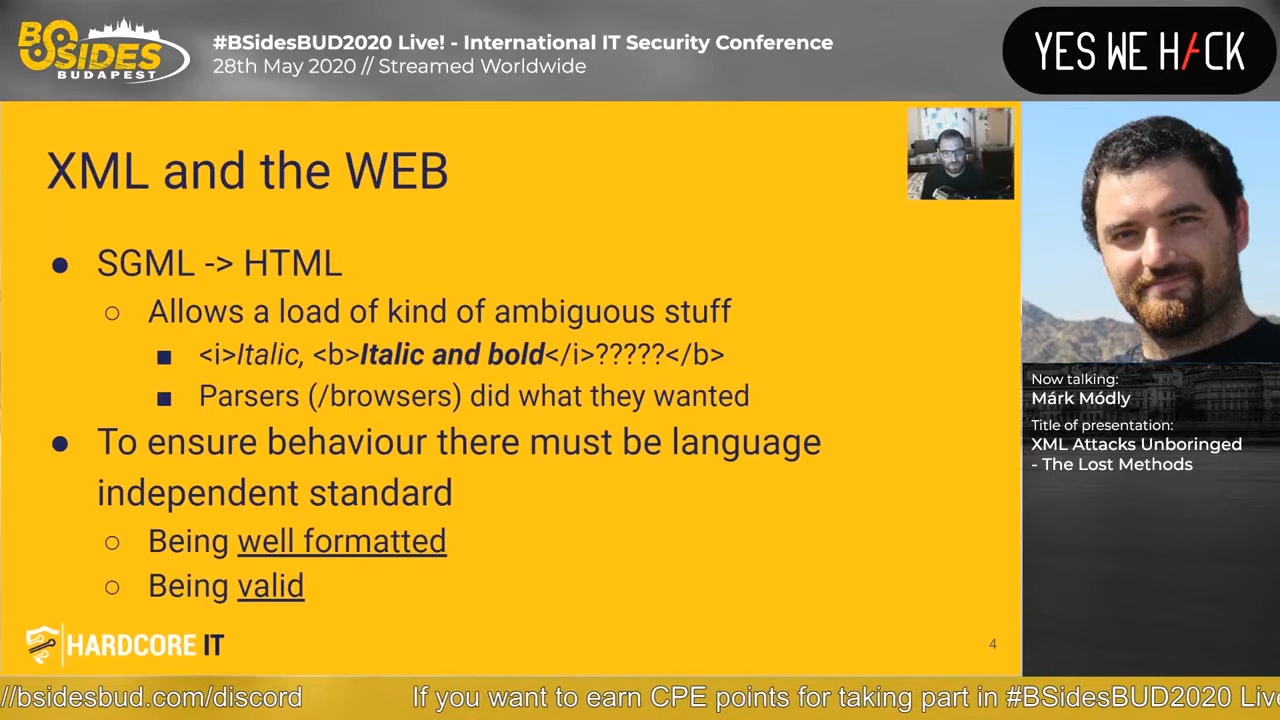 BSIDES
BUDAPEST
#BSidesBUD2020 Live! - International IT Security Conference
28th May 2020 // Streamed Worldwide
YES WE H/CK
XML and the WEB
● SGML -> HTML
○ Allows a load of kind of ambiguous stuff
■ <i>Italic, <b>Italic and bold</i>?????</b>
■ Parsers (/browsers) did what they wanted
● To ensure behaviour there must be language
independent standard
○ Being well formatted
○ Being valid
HARDCORE IT
4
Now talking:
Márk Módly
Title of presentation:
XML Attacks Unboringed
- The Lost Methods
//bsidesbud.com/discord
If you want to earn CPE points for taking part in #BSidesBUD2020 Live